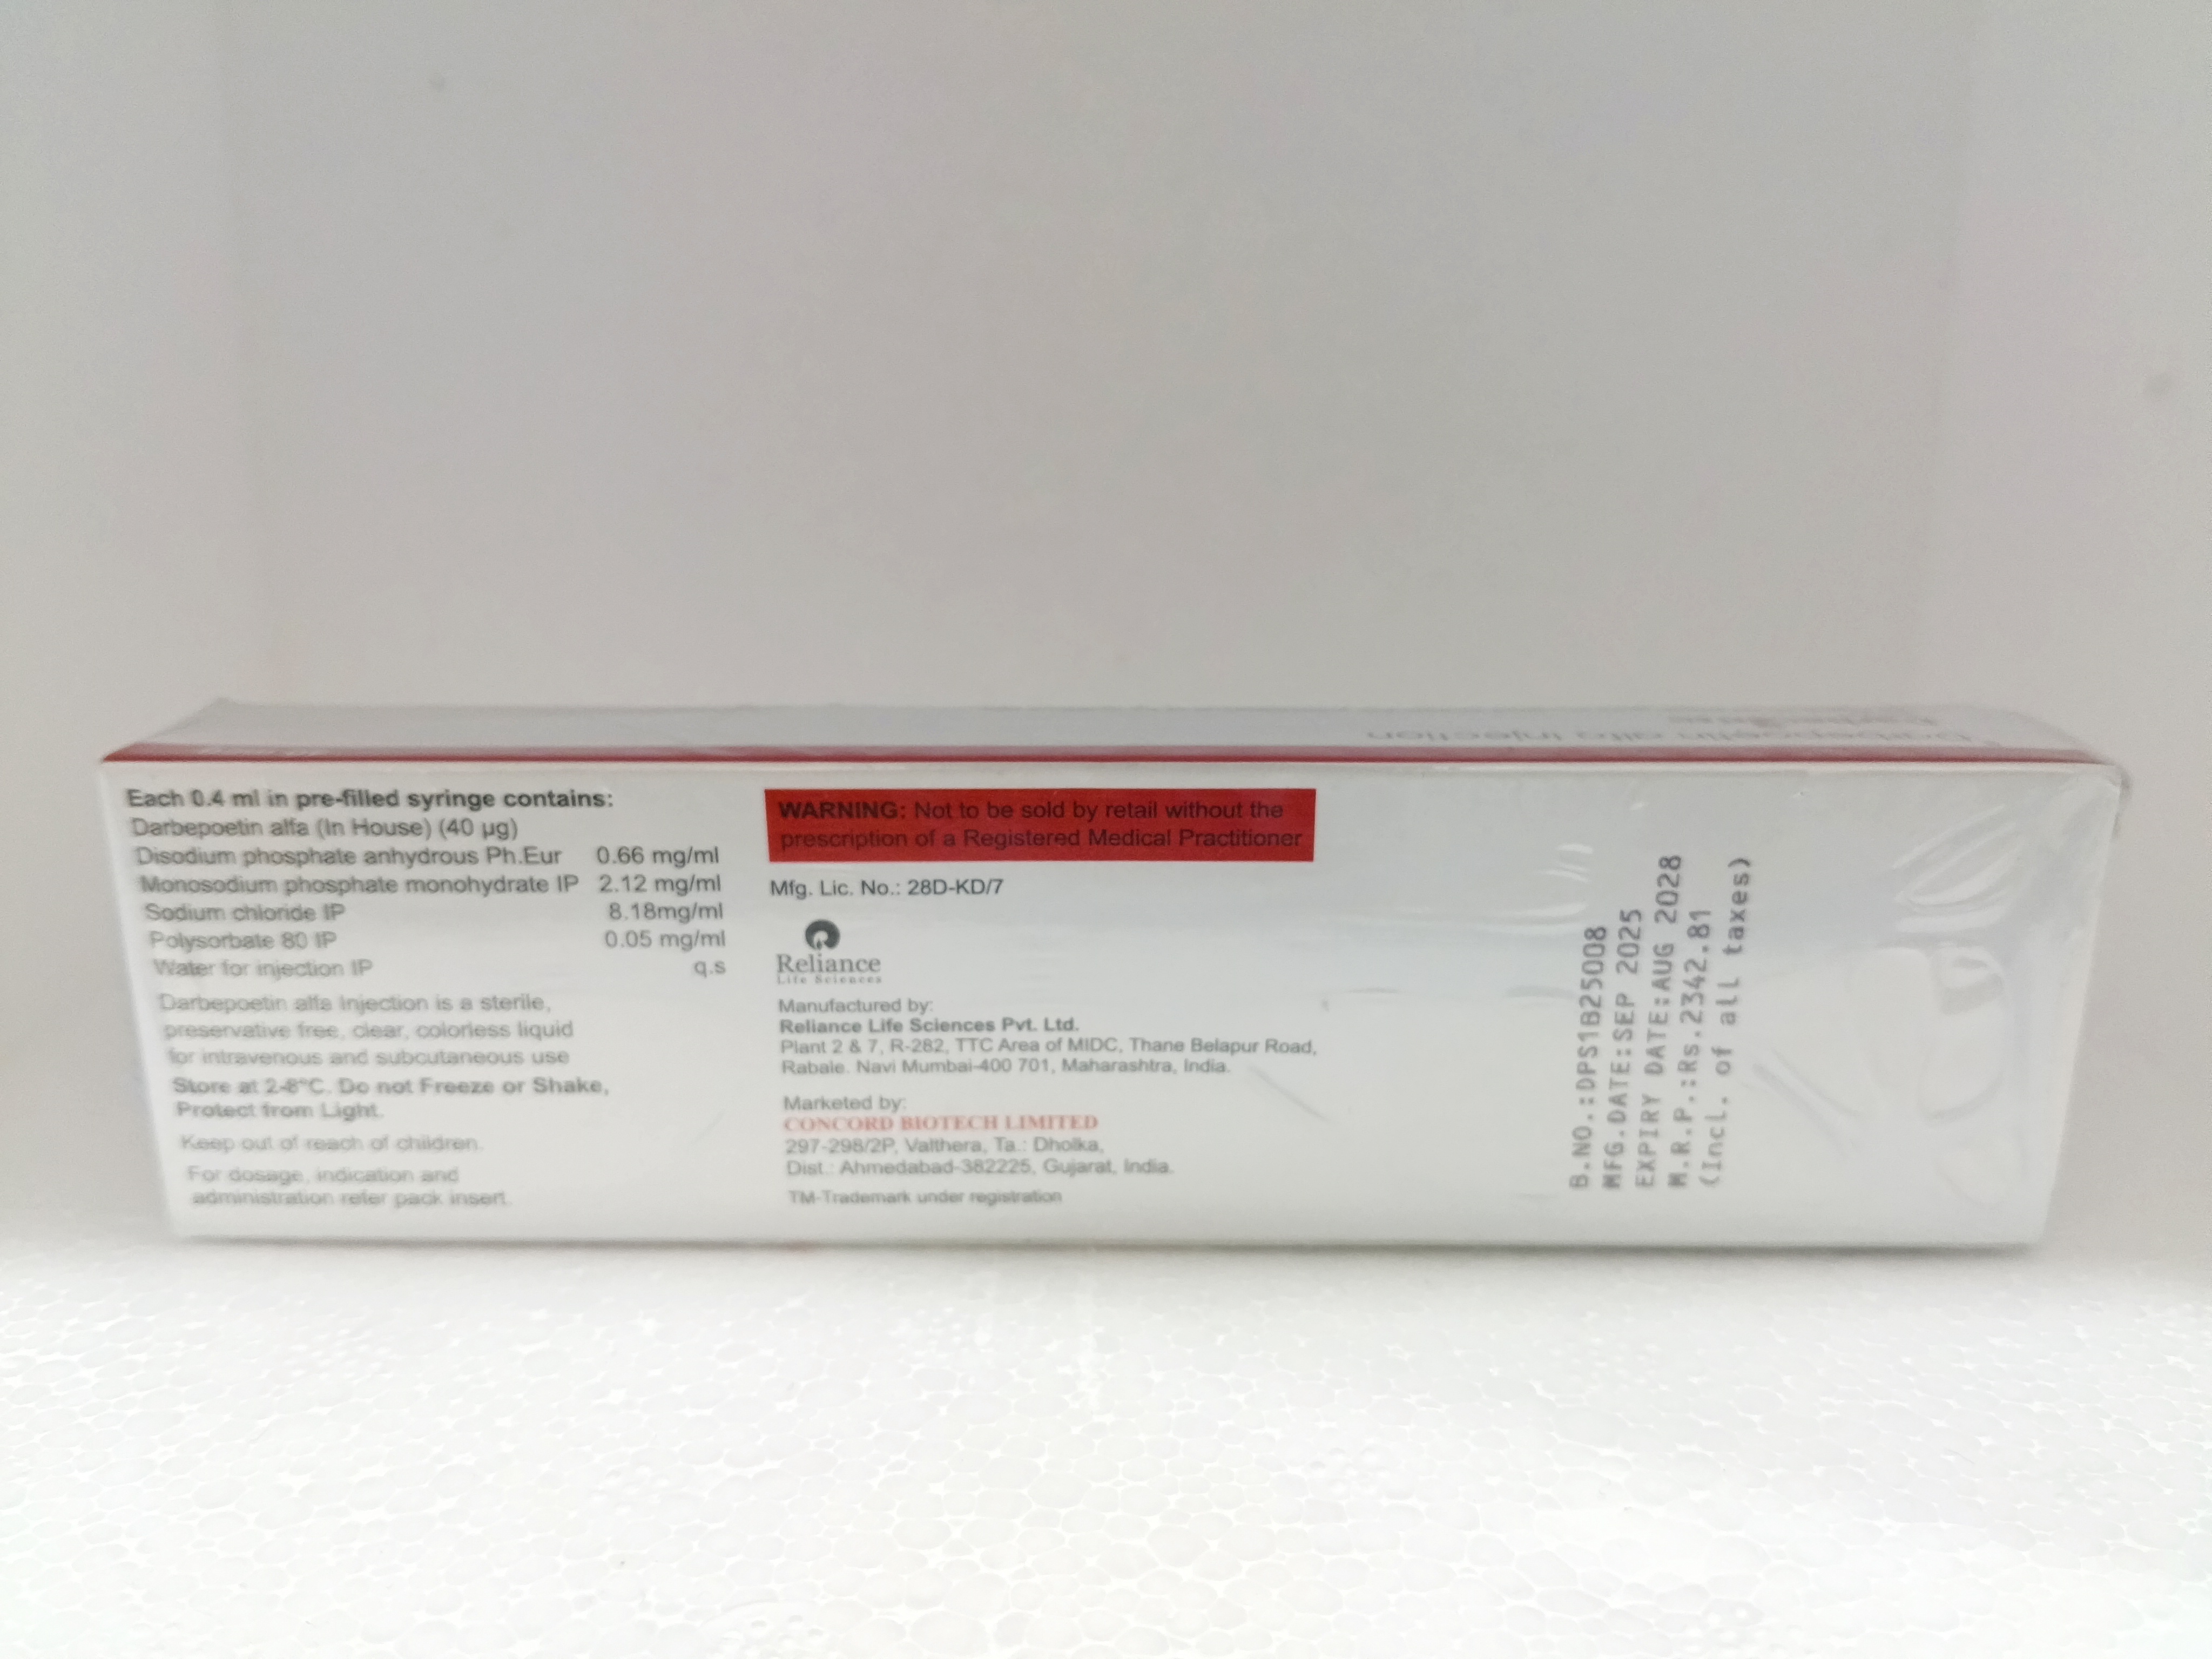 Darbepoetin alfa Injection
Each 0.4 ml in pre-filled syringe contains:
Darbepoetin alfa (In House) (40 µg)
Disodium phosphate anhydrous Ph.Eur 0.66 mg/ml
Monosodium phosphate monohydrate IP 2.12 mg/ml
Sodium chloride IP 8.18mg/ml
Polysorbate 80 IP 0.05 mg/ml
Water for injection IP q.s
Darbepoetin alfa Injection is a sterile,
preservative free, clear, colorless liquid
for intravenous and subcutaneous use
Store at 2-8°C. Do not Freeze or Shake,
Protect from Light.
Keep out of reach of children.
For dosage, indication and
administration refer pack insert.
WARNING: Not to be sold by retail without the
prescription of a Registered Medical Practitioner
Mfg. Lic. No.: 28D-KD/7
Reliance
Life Sciences
Manufactured by:
Reliance Life Sciences Pvt. Ltd.
Plant 2 & 7, R-282, TTC Area of MIDC, Thane Belapur Road,
Rabale. Navi Mumbai-400 701, Maharashtra, India.
Marketed by:
CONCORD BIOTECH LIMITED
297-298/2P, Valthera, Ta.: Dholka,
Dist.: Ahmedabad-382225, Gujarat, India.
TM-Trademark under registration
B.NO.:DPS1B25008
MFG.DATE:SEP 2025
EXPIRY DATE:AUG 2028
M.R.P.:Rs.2342.81
(Incl. of all taxes)